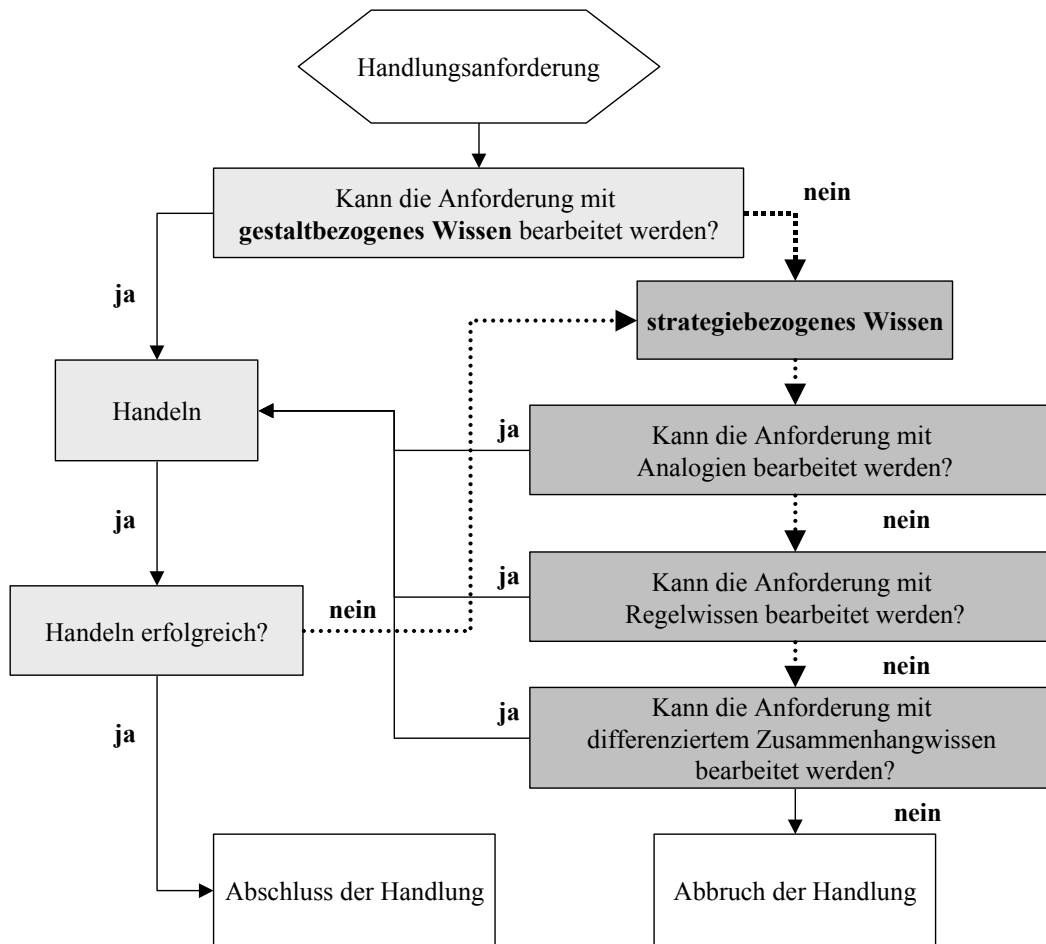 Handlungsanforderung
Kann die Anforderung mit
gestaltbezogenes Wissen bearbeitet werden?
nein
ja
strategiebezogenes Wissen
Handeln
ja
Kann die Anforderung mit
Analogien bearbeitet werden?
ja
nein
Handeln erfolgreich?
nein
ja
Kann die Anforderung mit
Regelwissen bearbeitet werden?
nein
ja
ja
Kann die Anforderung mit
differenziertem Zusammenhangwissen
bearbeitet werden?
nein
Abschluss der Handlung
Abbruch der Handlung